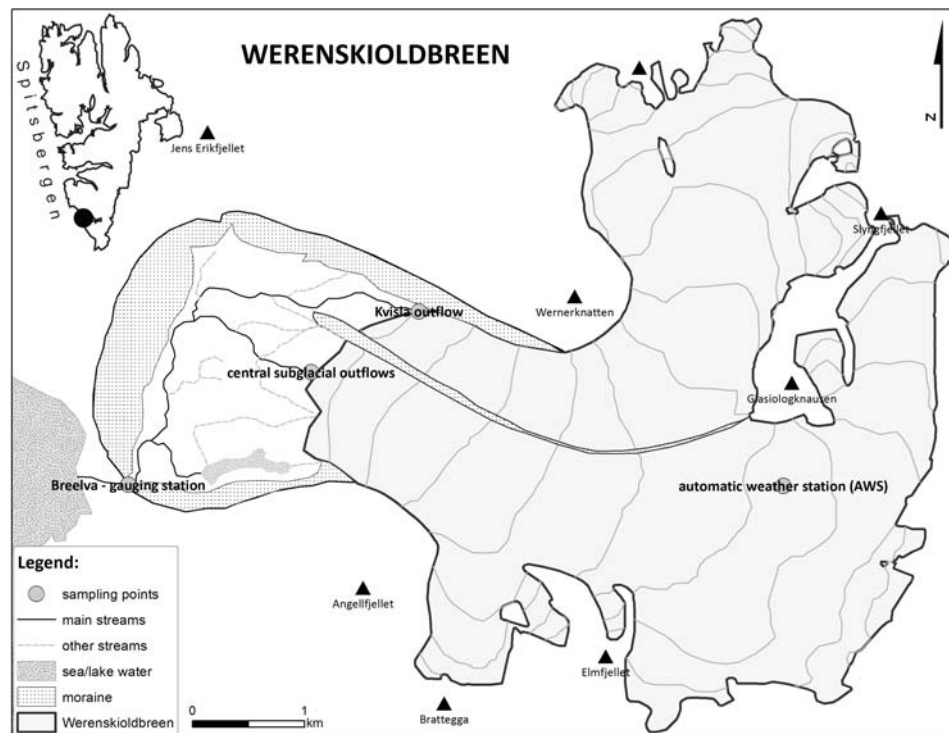 WERENSKIOLDBREEN
Spitsbergen
Jens Erikfjellet
N
Slyngfjellet
Wernerknatten
Kvisla outflow
central subglacial outflows
Glasiologknausen
Breelva - gauging station
automatic weather station (AWS)
Angellfjellet
Elmfjellet
Brattegga
Legend:
sampling points
main streams
other streams
sea/lake water
moraine
Werenskioldbreen
0 1
km